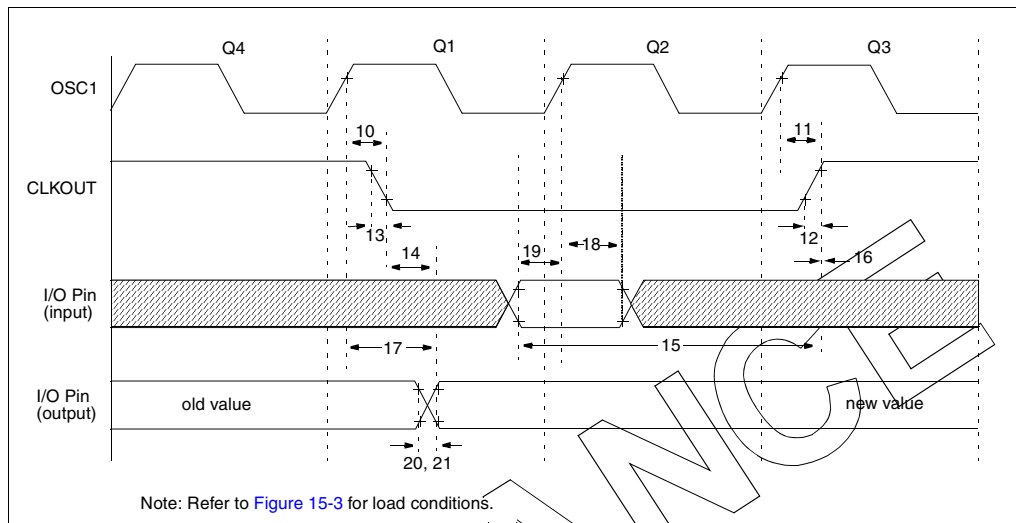 Q4 Q1 Q2 Q3
OSC1
10 11
CLKOUT
13 12
14 19 18 16
I/O Pin
(input)
17 15
I/O Pin
(output)
old value new value
20, 21
Note: Refer to Figure 15-3 for load conditions.